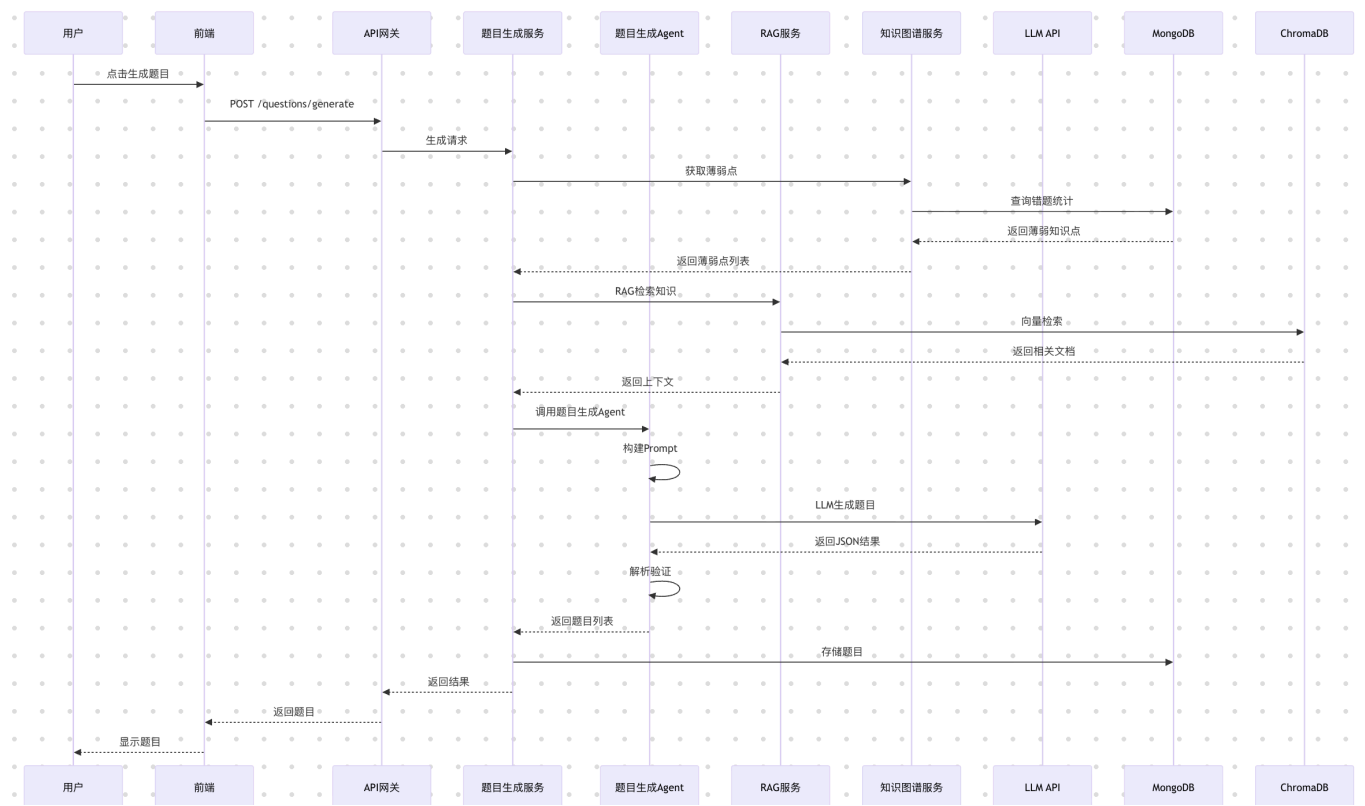 用户
前端
API网关
题目生成服务
题目生成Agent
RAG服务
知识图谱服务
LLM API
MongoDB
ChromaDB
点击生成题目
POST /questions/generate
生成请求
获取薄弱点
查询错题统计
返回薄弱知识点
返回薄弱点列表
RAG检索知识
向量检索
返回相关文档
返回上下文
调用题目生成Agent
构建Prompt
LLM生成题目
返回JSON结果
解析验证
返回题目列表
存储题目
返回结果
返回题目
显示题目
用户
前端
API网关
题目生成服务
题目生成Agent
RAG服务
知识图谱服务
LLM API
MongoDB
ChromaDB